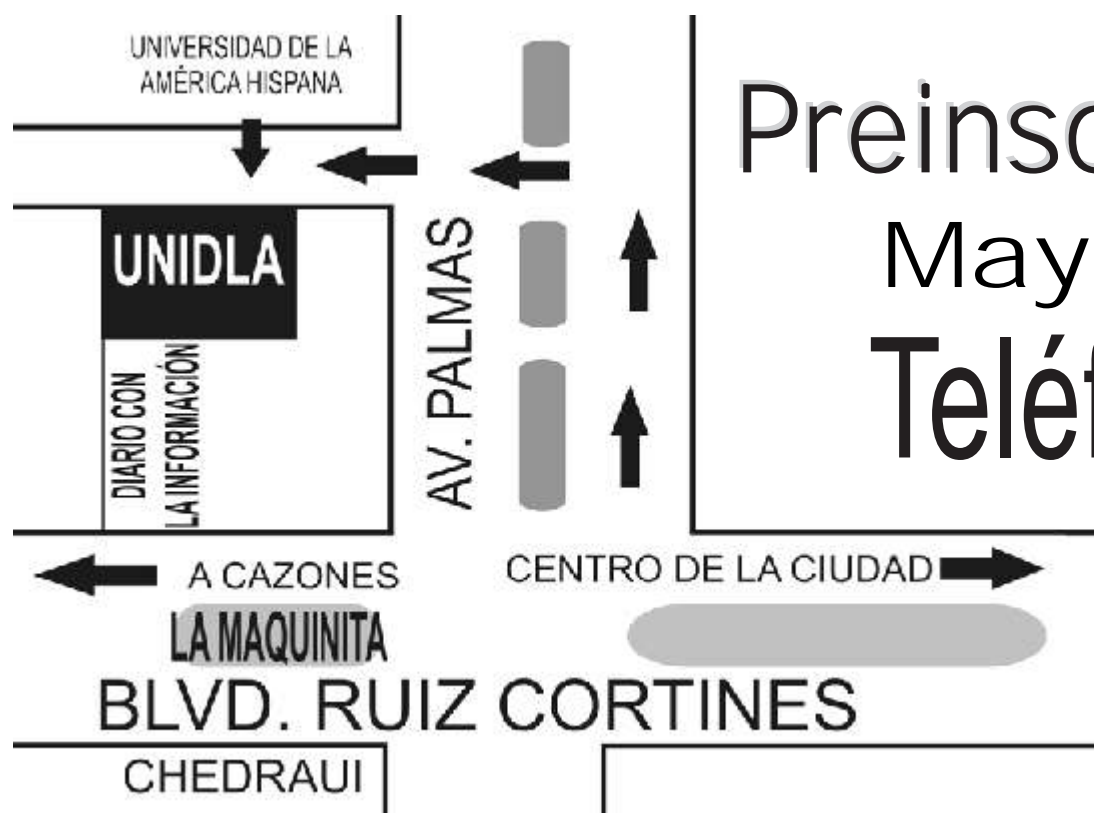 UNIVERSIDAD DE LA
AMÉRICA HISPANA
UNIDLA
DIARIO CON
LA INFORMACIÓN
AV. PALMAS
A CAZONES
CENTRO DE LA CIUDAD
LA MAQUINITA
BLVD. RUIZ CORTINES
CHEDRAUI
Preinsc
May
Teléf